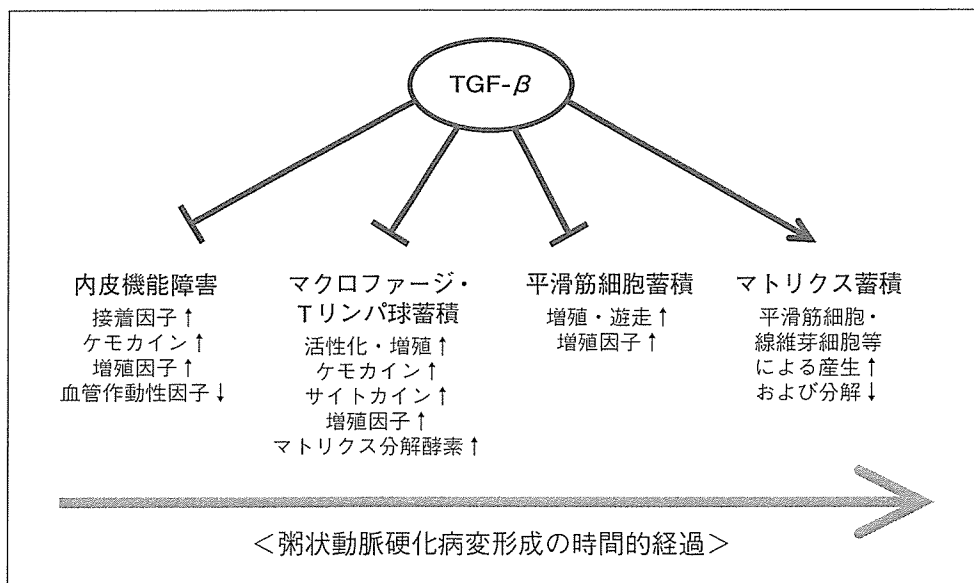 TGF-β
内皮機能障害
接着因子↑
ケモカイン↑
増殖因子↑
血管作動性因子↓
マクロファージ・
Tリンパ球蓄積
活性化・増殖↑
ケモカイン↑
サイトカイン↑
増殖因子↑
マトリクス分解酵素↑
平滑筋細胞蓄積
増殖・遊走↑
増殖因子↑
マトリクス蓄積
平滑筋細胞・
線維芽細胞等
による産生↑
および分解↓
＜粥状動脈硬化病変形成の時間的経過＞